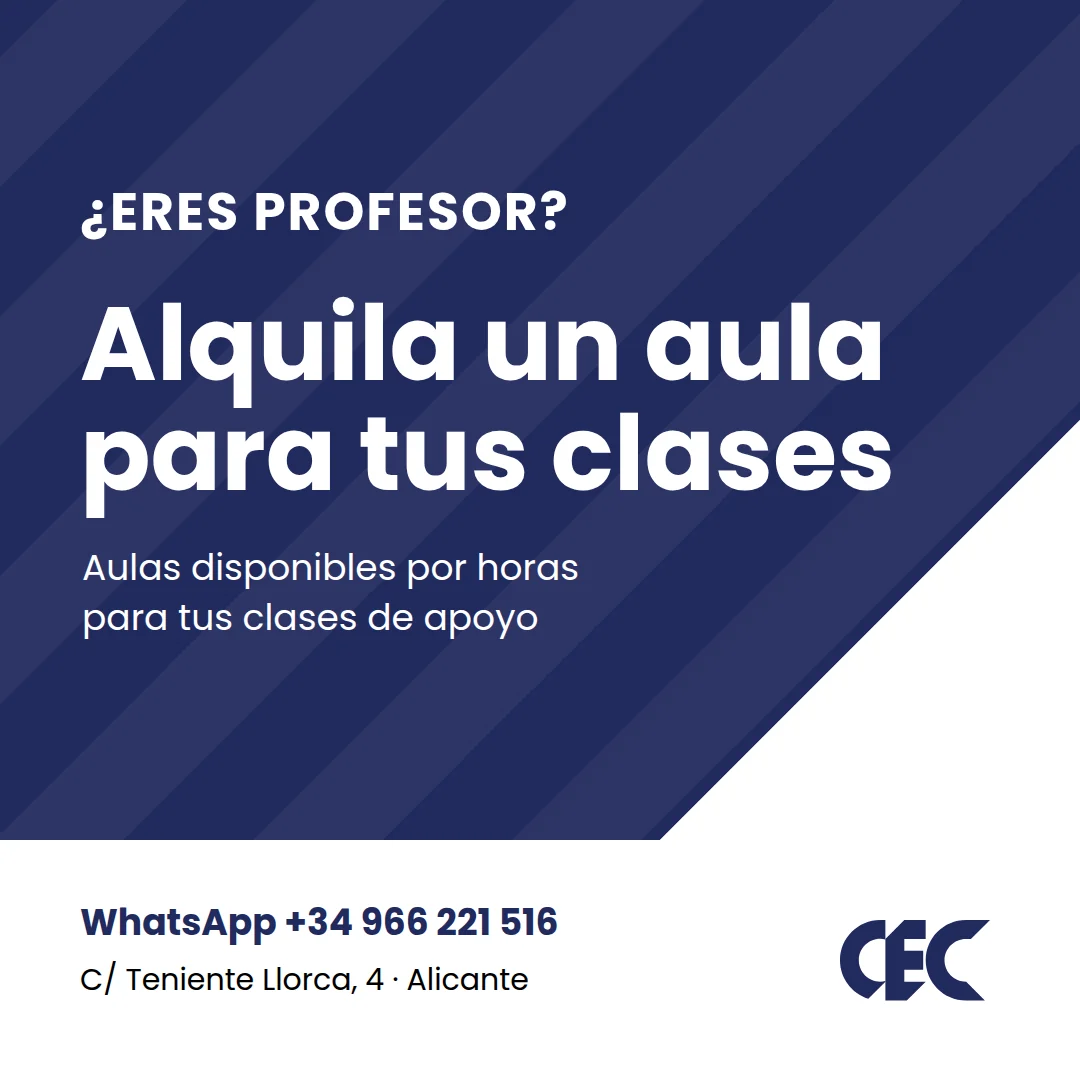 ¿ERES PROFESOR?
Alquila un aula
para tus clases
Aulas disponibles por horas
para tus clases de apoyo
WhatsApp +34 966 221 516
C/ Teniente Llorca, 4 · Alicante
CEC